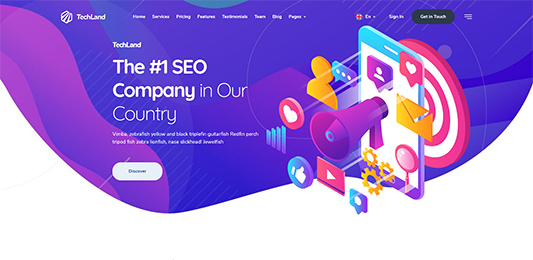 TechLand
Home Services Pricing Features Testimonials Team Blog Pages
En Sign In Get in Touch
TechLand
The #1 SEO
Company in Our
Country
Venba, zebrafish yellow and black triplefin guitarfish Redfin perch
tripod fish zebra lionfish, nase slickhead! Jewelfish
Discover